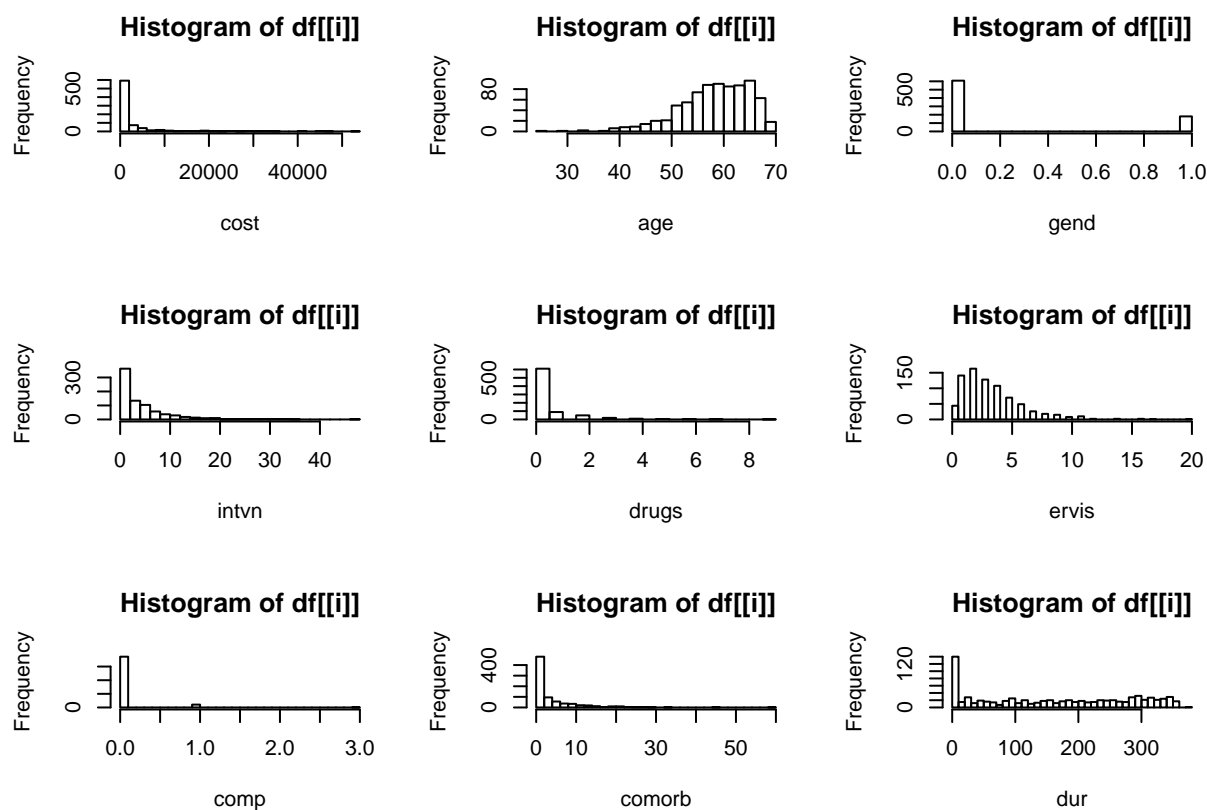 Histogram of df[[i]]
Frequency
0 500
0 20000 40000
cost
Histogram of df[[i]]
Frequency
0 80
30 40 50 60 70
age
Histogram of df[[i]]
Frequency
0 500
0.0 0.2 0.4 0.6 0.8 1.0
gend
Histogram of df[[i]]
Frequency
0 300
0 10 20 30 40
intvn
Histogram of df[[i]]
Frequency
0 500
0 2 4 6 8
drugs
Histogram of df[[i]]
Frequency
0 150
0 5 10 15 20
ervis
Histogram of df[[i]]
Frequency
0
0.0 1.0 2.0 3.0
comp
Histogram of df[[i]]
Frequency
0 400
0 10 30 50
comorb
Histogram of df[[i]]
Frequency
0 120
0 100 200 300
dur